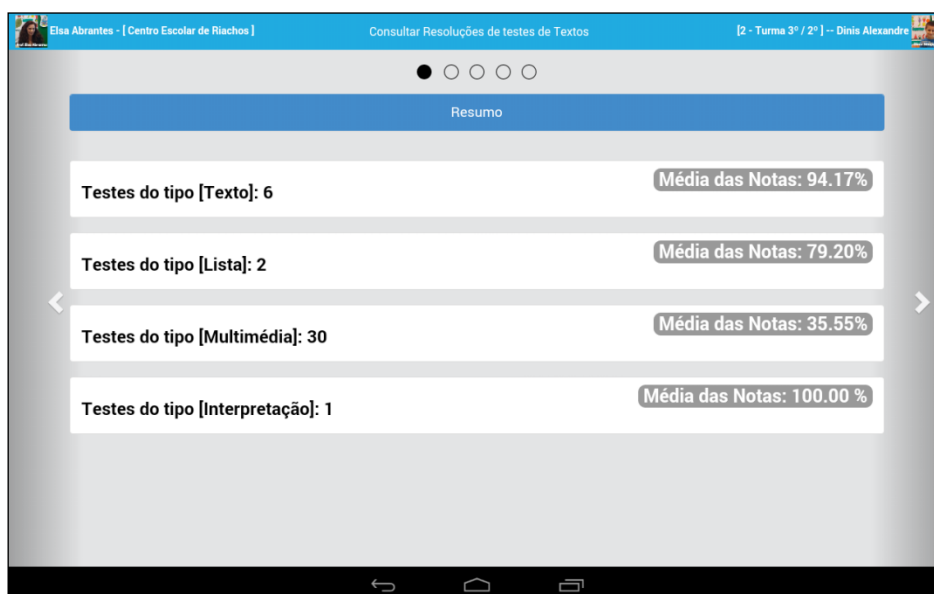 Elsa Abrantes - [ Centro Escolar de Riachos ]
Consultar Resoluções de testes de Textos
[2 - Turma 3º / 2º ] -- Dinis Alexandre
Resumo
Testes do tipo [Texto]: 6
Média das Notas: 94.17%
Testes do tipo [Lista]: 2
Média das Notas: 79.20%
Testes do tipo [Multimédia]: 30
Média das Notas: 35.55%
Testes do tipo [Interpretação]: 1
Média das Notas: 100.00 %